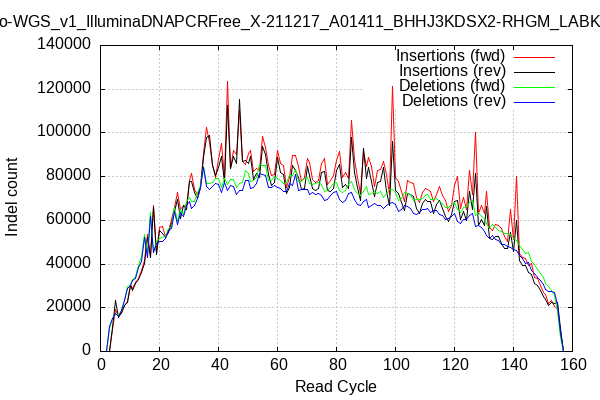 o-WGS_v1_IlluminaDNAPCRFree_X-211217_A01411_BHHJ3KDSX2-RHGM_LABK
Insertions (fwd)
Insertions (rev)
Deletions (fwd)
Deletions (rev)
140000
120000
100000
80000
60000
40000
20000
0
Indel count
0 20 40 60 80 100 120 140 160
Read Cycle